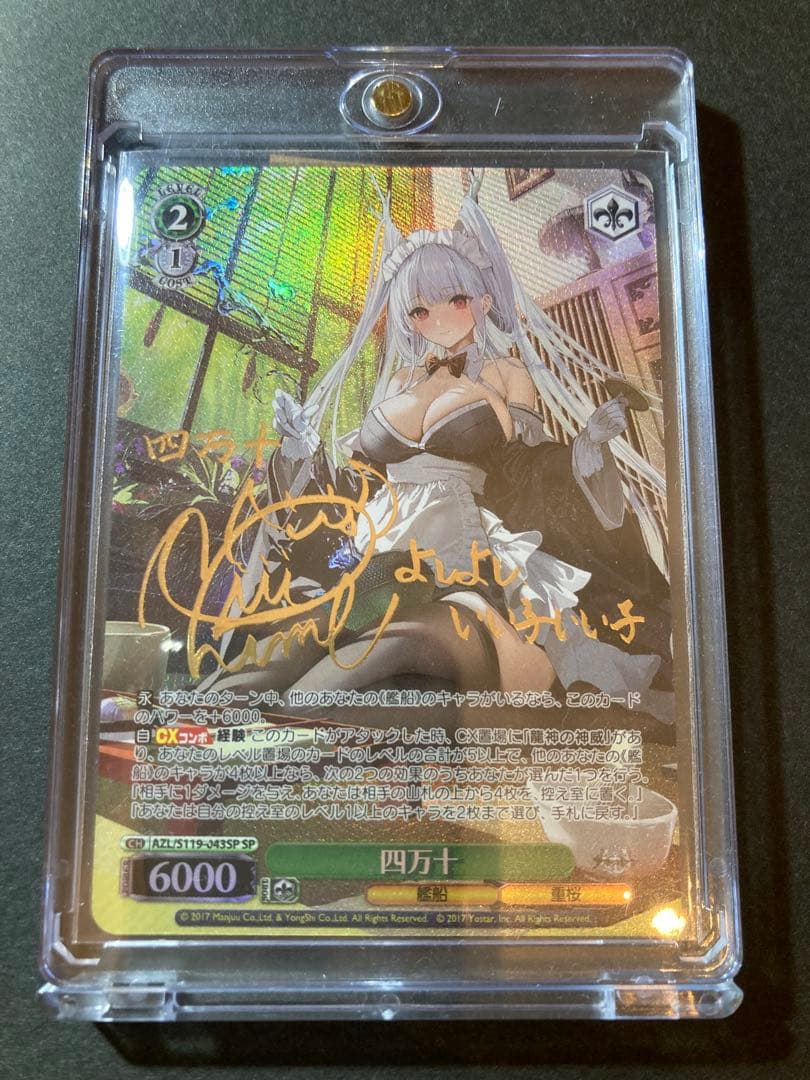 LEVEL
2
1
COST
四万十
よしよし
いい子いい子
永 あなたのターン中、他のあなたの《艦船》のキャラがいるなら、このカード
のパワーを+6000。
自 CXコンボ 経験 このカードがアタックした時、CX置場に「龍神の神威」があ
り、あなたのレベル置場のカードのレベルの合計が5以上で、他のあなたの《艦
船》のキャラが4枚以上なら、次の2つの効果のうちあなたが選んだ1つを行う。
『相手に1ダメージを与え、あなたは相手の山札の上から4枚を、控え室に置く。』
『あなたは自分の控え室のレベル1以上のキャラを2枚まで選び、手札に戻す。』
CH AZL/S119-043SP SP
四万十
POWER 6000 SOUL
艦船 重桜
© 2017 Manjuu Co.,Ltd. & YongShi Co.,Ltd. All Rights Reserved. © 2017 Yostar, Inc. All Rights Reserved.